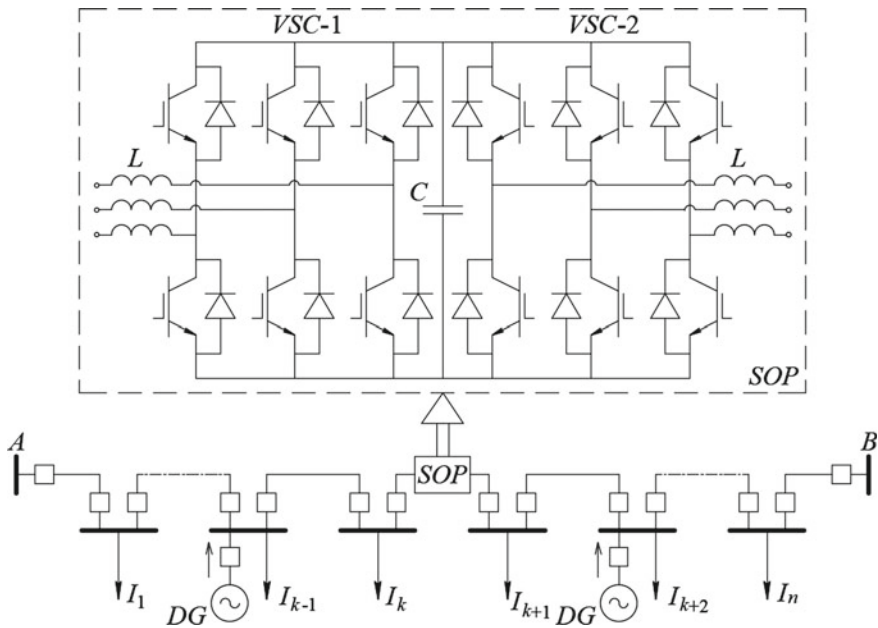 VSC-1 VSC-2
L L
C
SOP
A B
SOP
I1 Ik-1 Ik Ik+1 Ik+2 In
DG DG